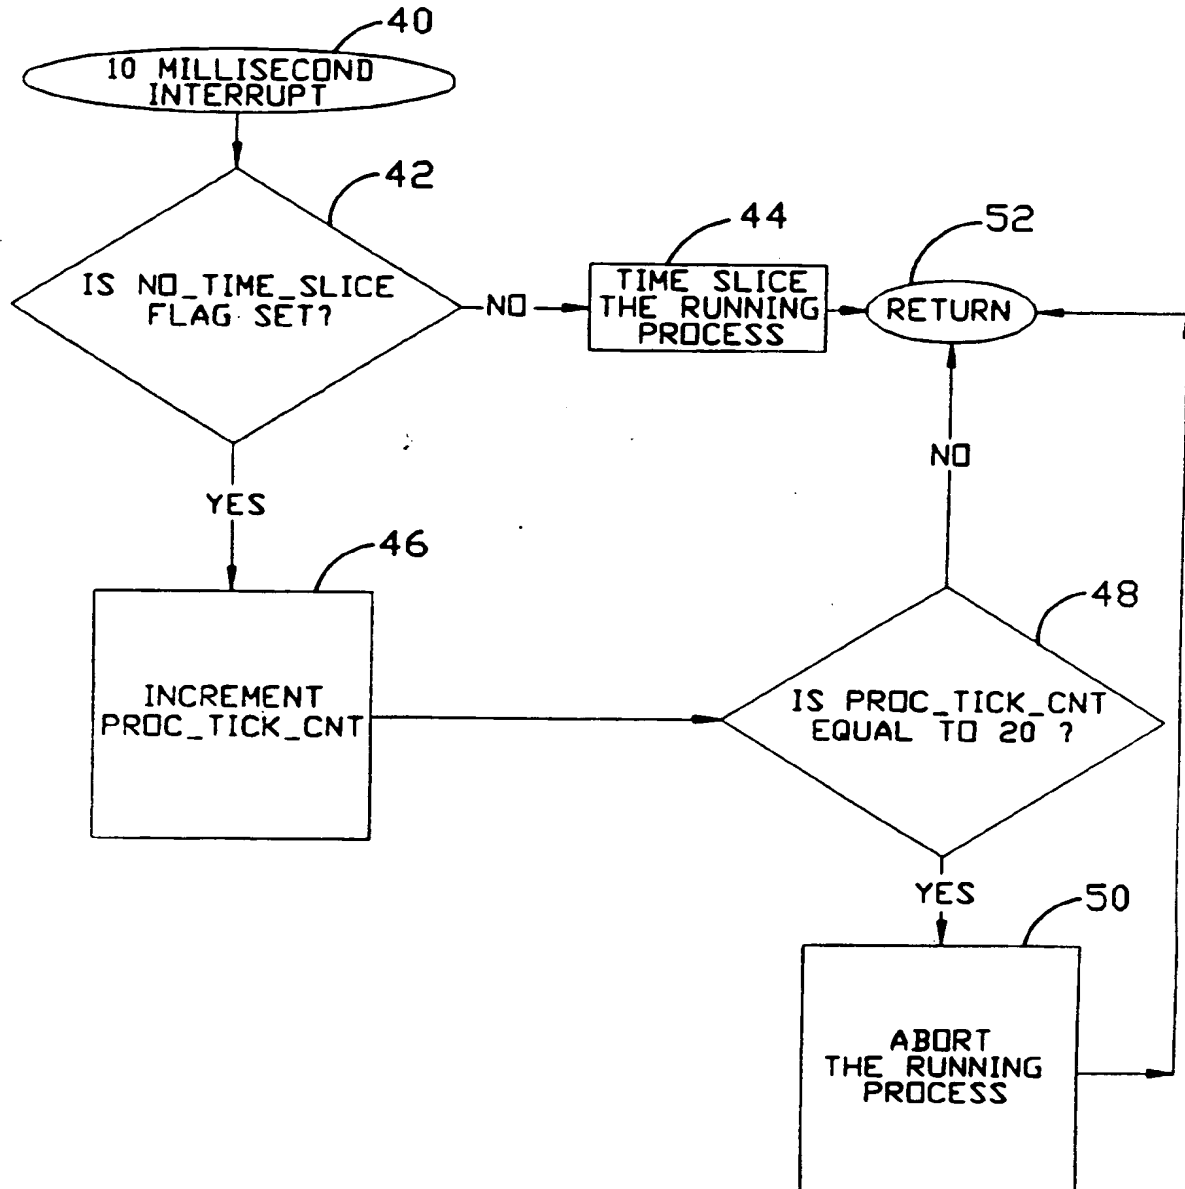 40
10 MILLISECOND
INTERRUPT
42
IS NO_TIME_SLICE
FLAG SET?
NO
44
TIME SLICE
THE RUNNING
PROCESS
52
RETURN
NO
YES
46
INCREMENT
PROC_TICK_CNT
48
IS PROC_TICK_CNT
EQUAL TO 20 ?
YES
50
ABORT
THE RUNNING
PROCESS